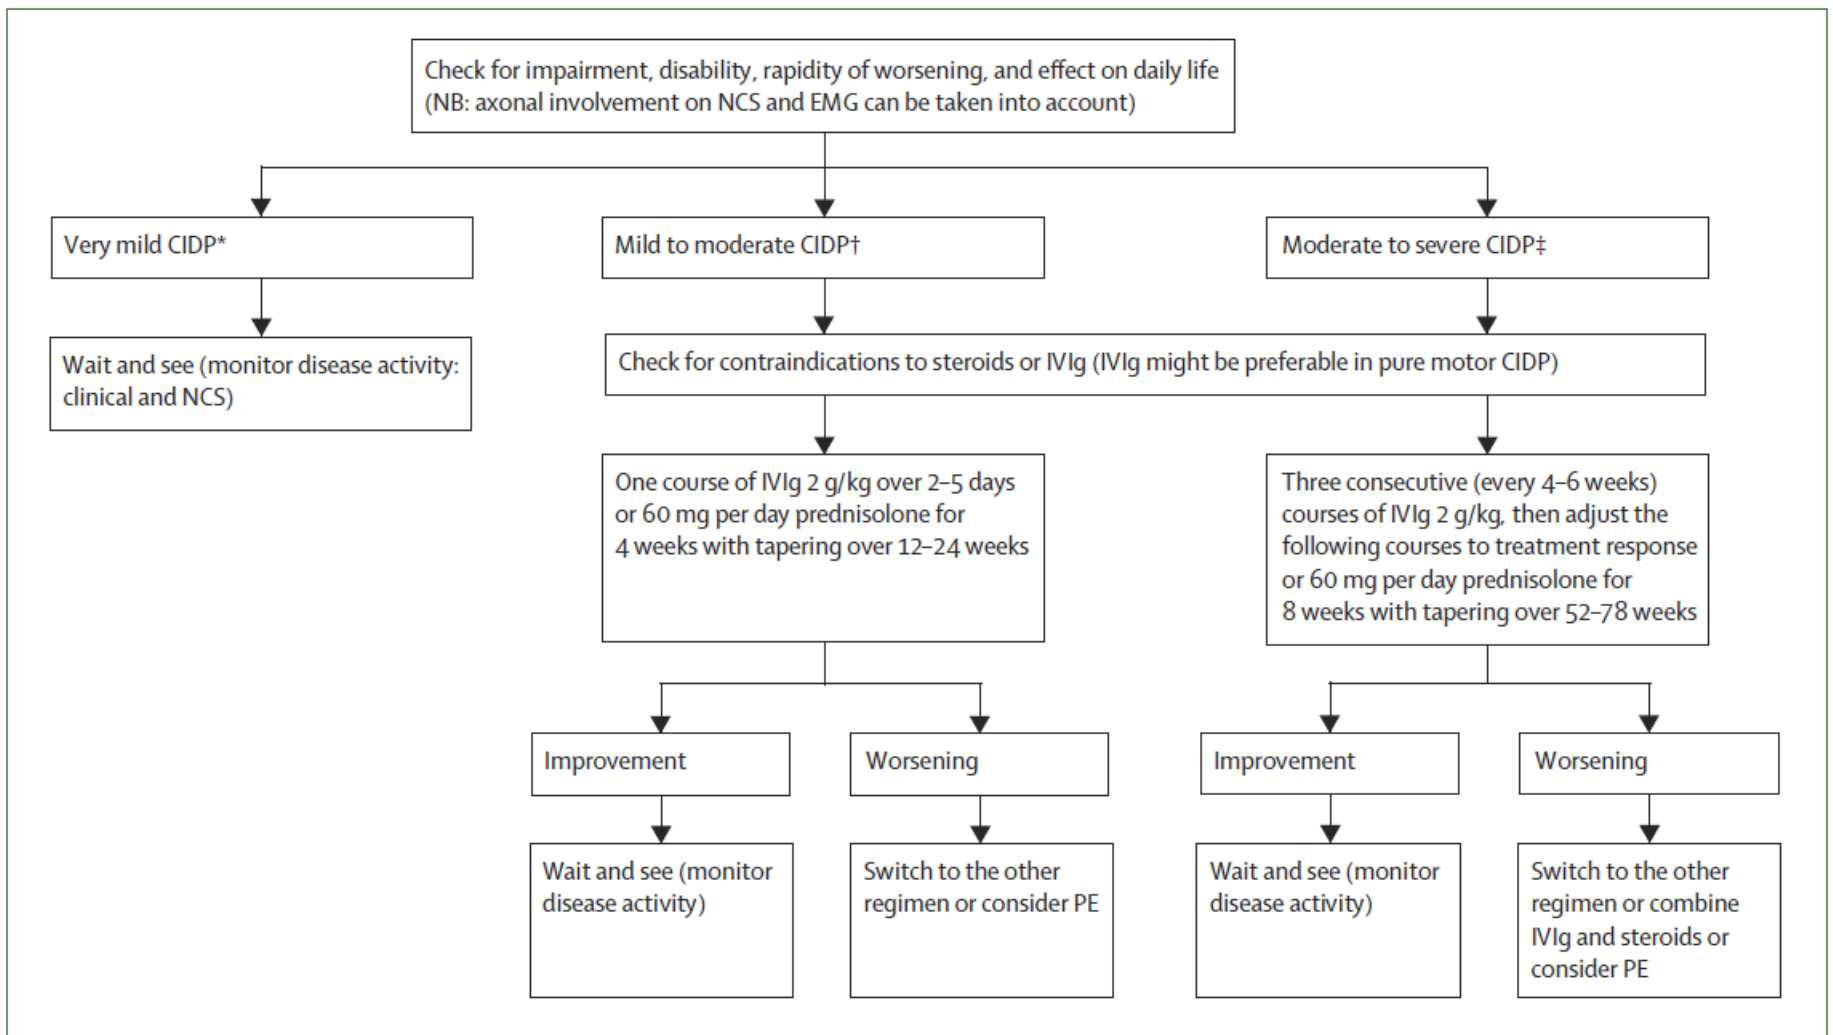 Check for impairment, disability, rapidity of worsening, and effect on daily life
(NB: axonal involvement on NCS and EMG can be taken into account)
Very mild CIDP*
Mild to moderate CIDP†
Moderate to severe CIDP‡
Wait and see (monitor disease activity:
clinical and NCS)
Check for contraindications to steroids or IVIg (IVIg might be preferable in pure motor CIDP)
One course of IVIg 2 g/kg over 2–5 days
or 60 mg per day prednisolone for
4 weeks with tapering over 12–24 weeks
Three consecutive (every 4–6 weeks)
courses of IVIg 2 g/kg, then adjust the
following courses to treatment response
or 60 mg per day prednisolone for
8 weeks with tapering over 52–78 weeks
Improvement
Worsening
Improvement
Worsening
Wait and see (monitor
disease activity)
Switch to the other
regimen or consider PE
Wait and see (monitor
disease activity)
Switch to the other
regimen or combine
IVIg and steroids or
consider PE